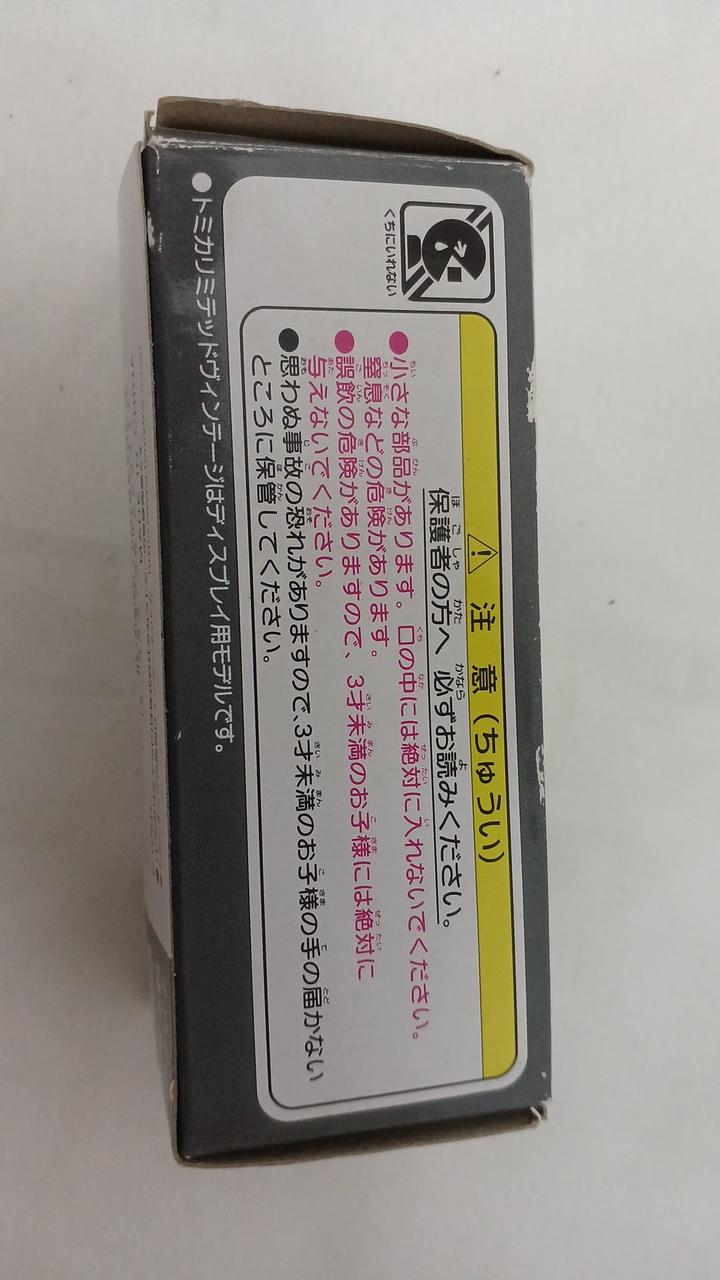 くちにいれない
⚠ 注意（ちゅうい）
保護者の方へ 必ずお読みください。
●小さな部品があります。口の中には絶対に入れないでください。
窒息などの危険があります。
●誤飲の危険がありますので、3才未満のお子様には絶対に
与えないでください。
●思わぬ事故の恐れがありますので、3才未満のお子様の手の届かない
ところに保管してください。
●トミカリミテッドヴィンテージはディスプレイ用モデルです。